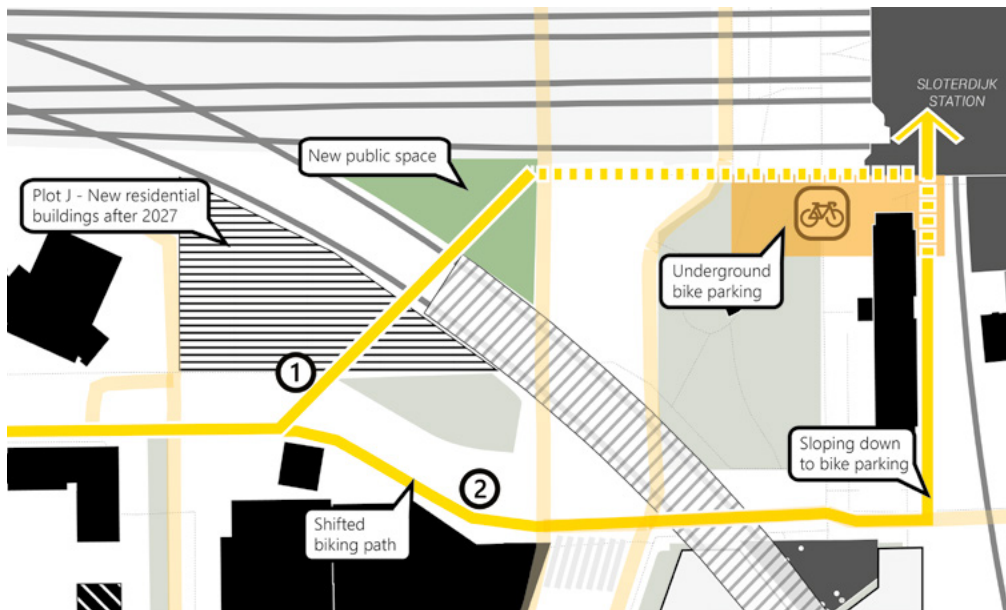 SLOTERDIJK
STATION
New public space
Plot J - New residential
buildings after 2027
Underground
bike parking
1
Sloping down
to bike parking
2
Shifted
biking path